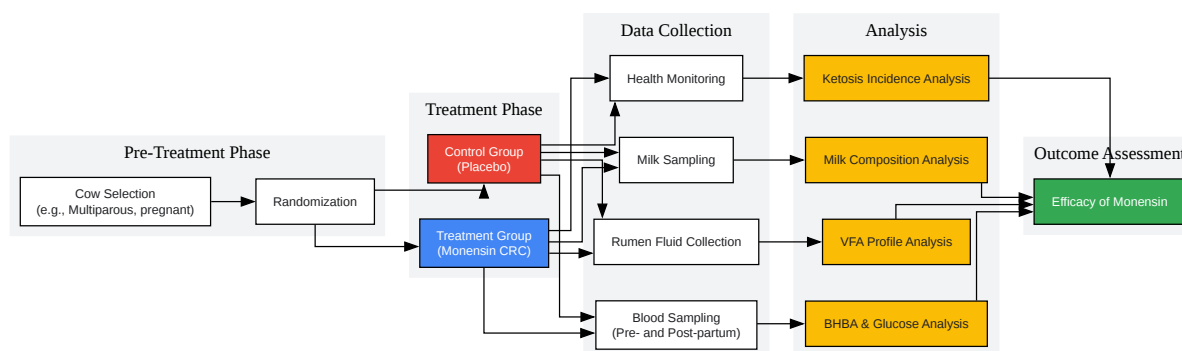 Pre-Treatment Phase
Cow Selection
(e.g., Multiparous, pregnant)
Randomization
Treatment Phase
Control Group
(Placebo)
Treatment Group
(Monensin CRC)
Data Collection
Health Monitoring
Milk Sampling
Rumen Fluid Collection
Blood Sampling
(Pre- and Post-partum)
Analysis
Ketosis Incidence Analysis
Milk Composition Analysis
VFA Profile Analysis
BHBA & Glucose Analysis
Outcome Assessment
Efficacy of Monensin